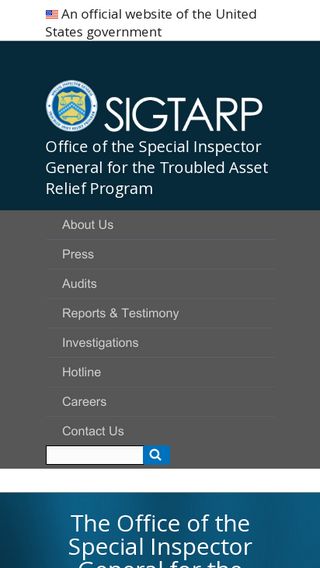 An official website of the United
States government
SIGTARP
Office of the Special Inspector
General for the Troubled Asset
Relief Program
About Us
Press
Audits
Reports & Testimony
Investigations
Hotline
Careers
Contact Us
The Office of the
Special Inspector
General for the